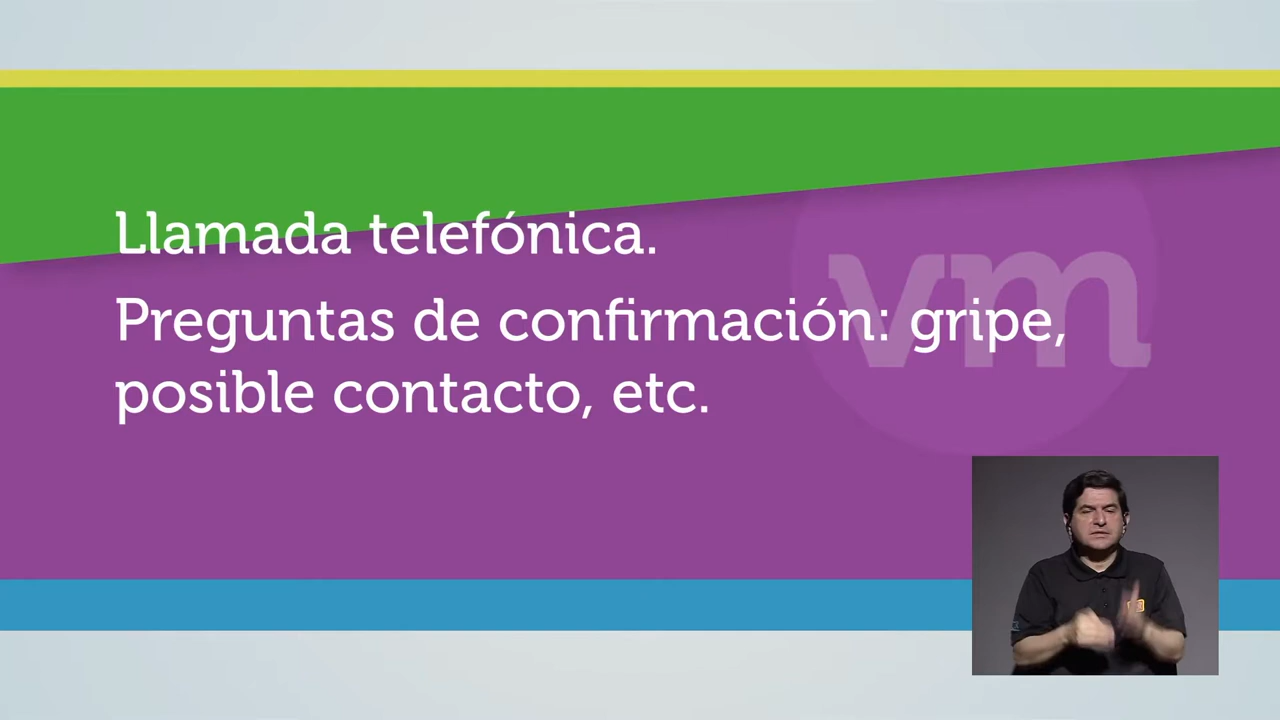 Llamada telefónica.
Preguntas de confirmación: gripe,
posible contacto, etc.
vm